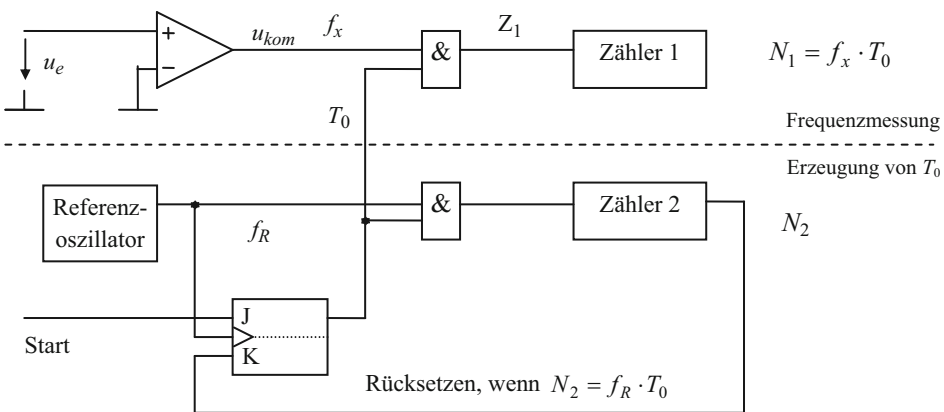 +
−
u_e
u_kom
f_x
&
Z_1
Zähler 1
N_1 = f_x · T_0
T_0
Frequenzmessung
Erzeugung von T_0
Referenz-
oszillator
f_R
&
Zähler 2
N_2
J
K
Start
Rücksetzen, wenn N_2 = f_R · T_0